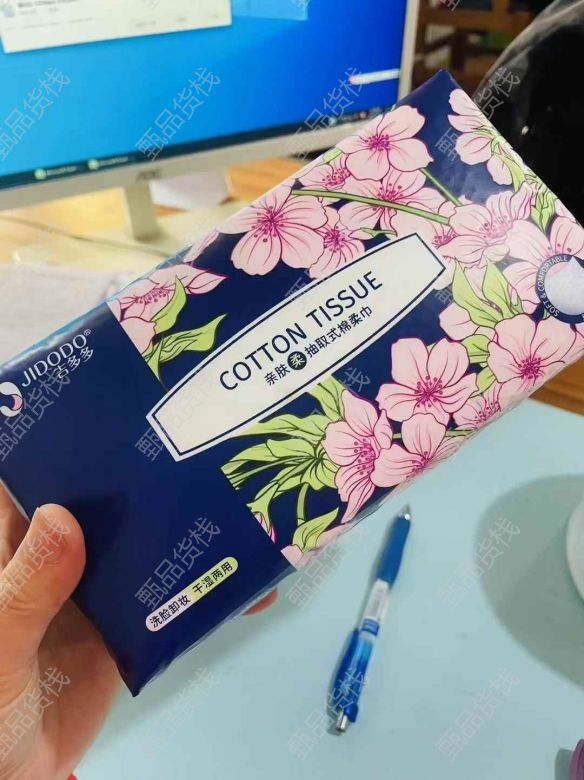 JIDODO®
吉多多
COTTON TISSUE
亲肤柔抽取式棉柔巾
SOFT & COMFORTABLE
洗脸卸妆 干湿两用
AOC
甄品货栈